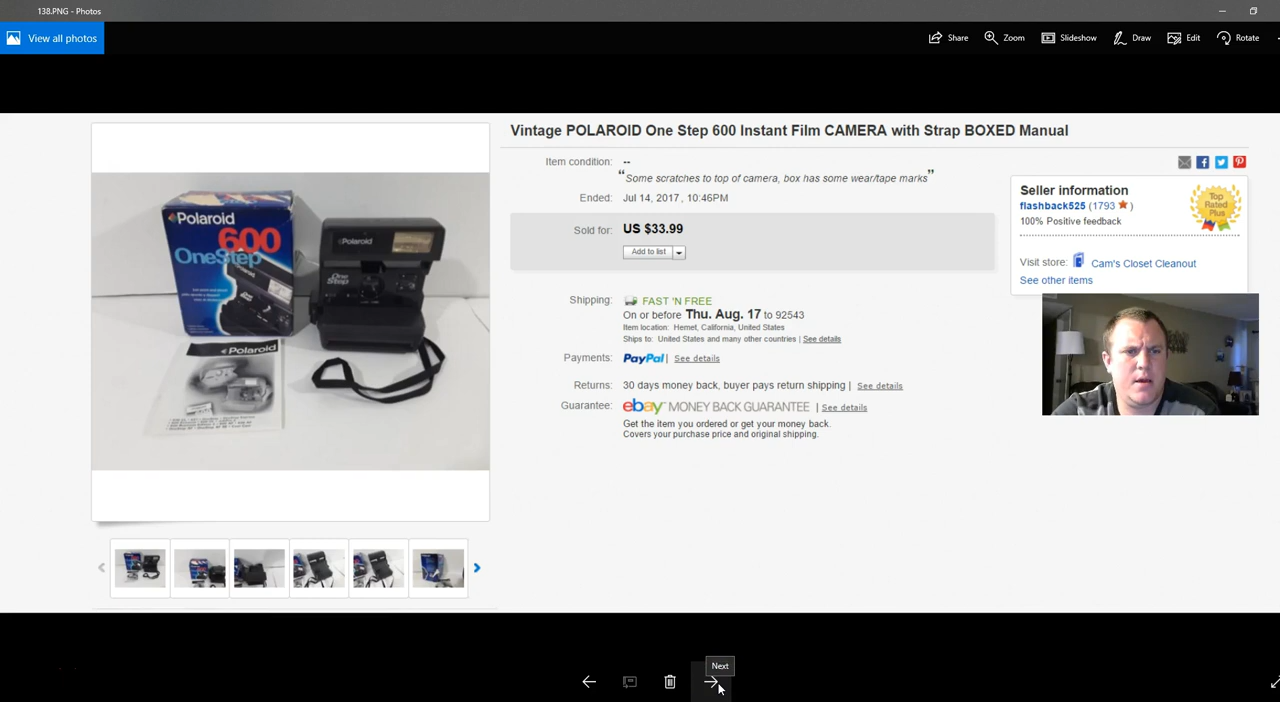 138.PNG - Photos
View all photos
Share
Zoom
Slideshow
Draw
Edit
Rotate
Vintage POLAROID One Step 600 Instant Film CAMERA with Strap BOXED Manual
Item condition: --
“Some scratches to top of camera, box has some wear/tape marks”
Ended: Jul 14, 2017 , 10:46PM
Sold for: US $33.99
Add to list
Shipping: FAST 'N FREE
On or before Thu. Aug. 17 to 92543
Item location: Hemet, California, United States
Ships to: United States and many other countries | See details
Payments: PayPal | See details
Returns: 30 days money back, buyer pays return shipping | See details
Guarantee: ebay MONEY BACK GUARANTEE | See details
Get the item you ordered or get your money back.
Covers your purchase price and original shipping.
Seller information
flashback525 (1793 )
100% Positive feedback
Top
Rated
Plus
Visit store: Cam's Closet Cleanout
See other items
Polaroid
600
OneStep
Polaroid
One
Step
Polaroid
Next